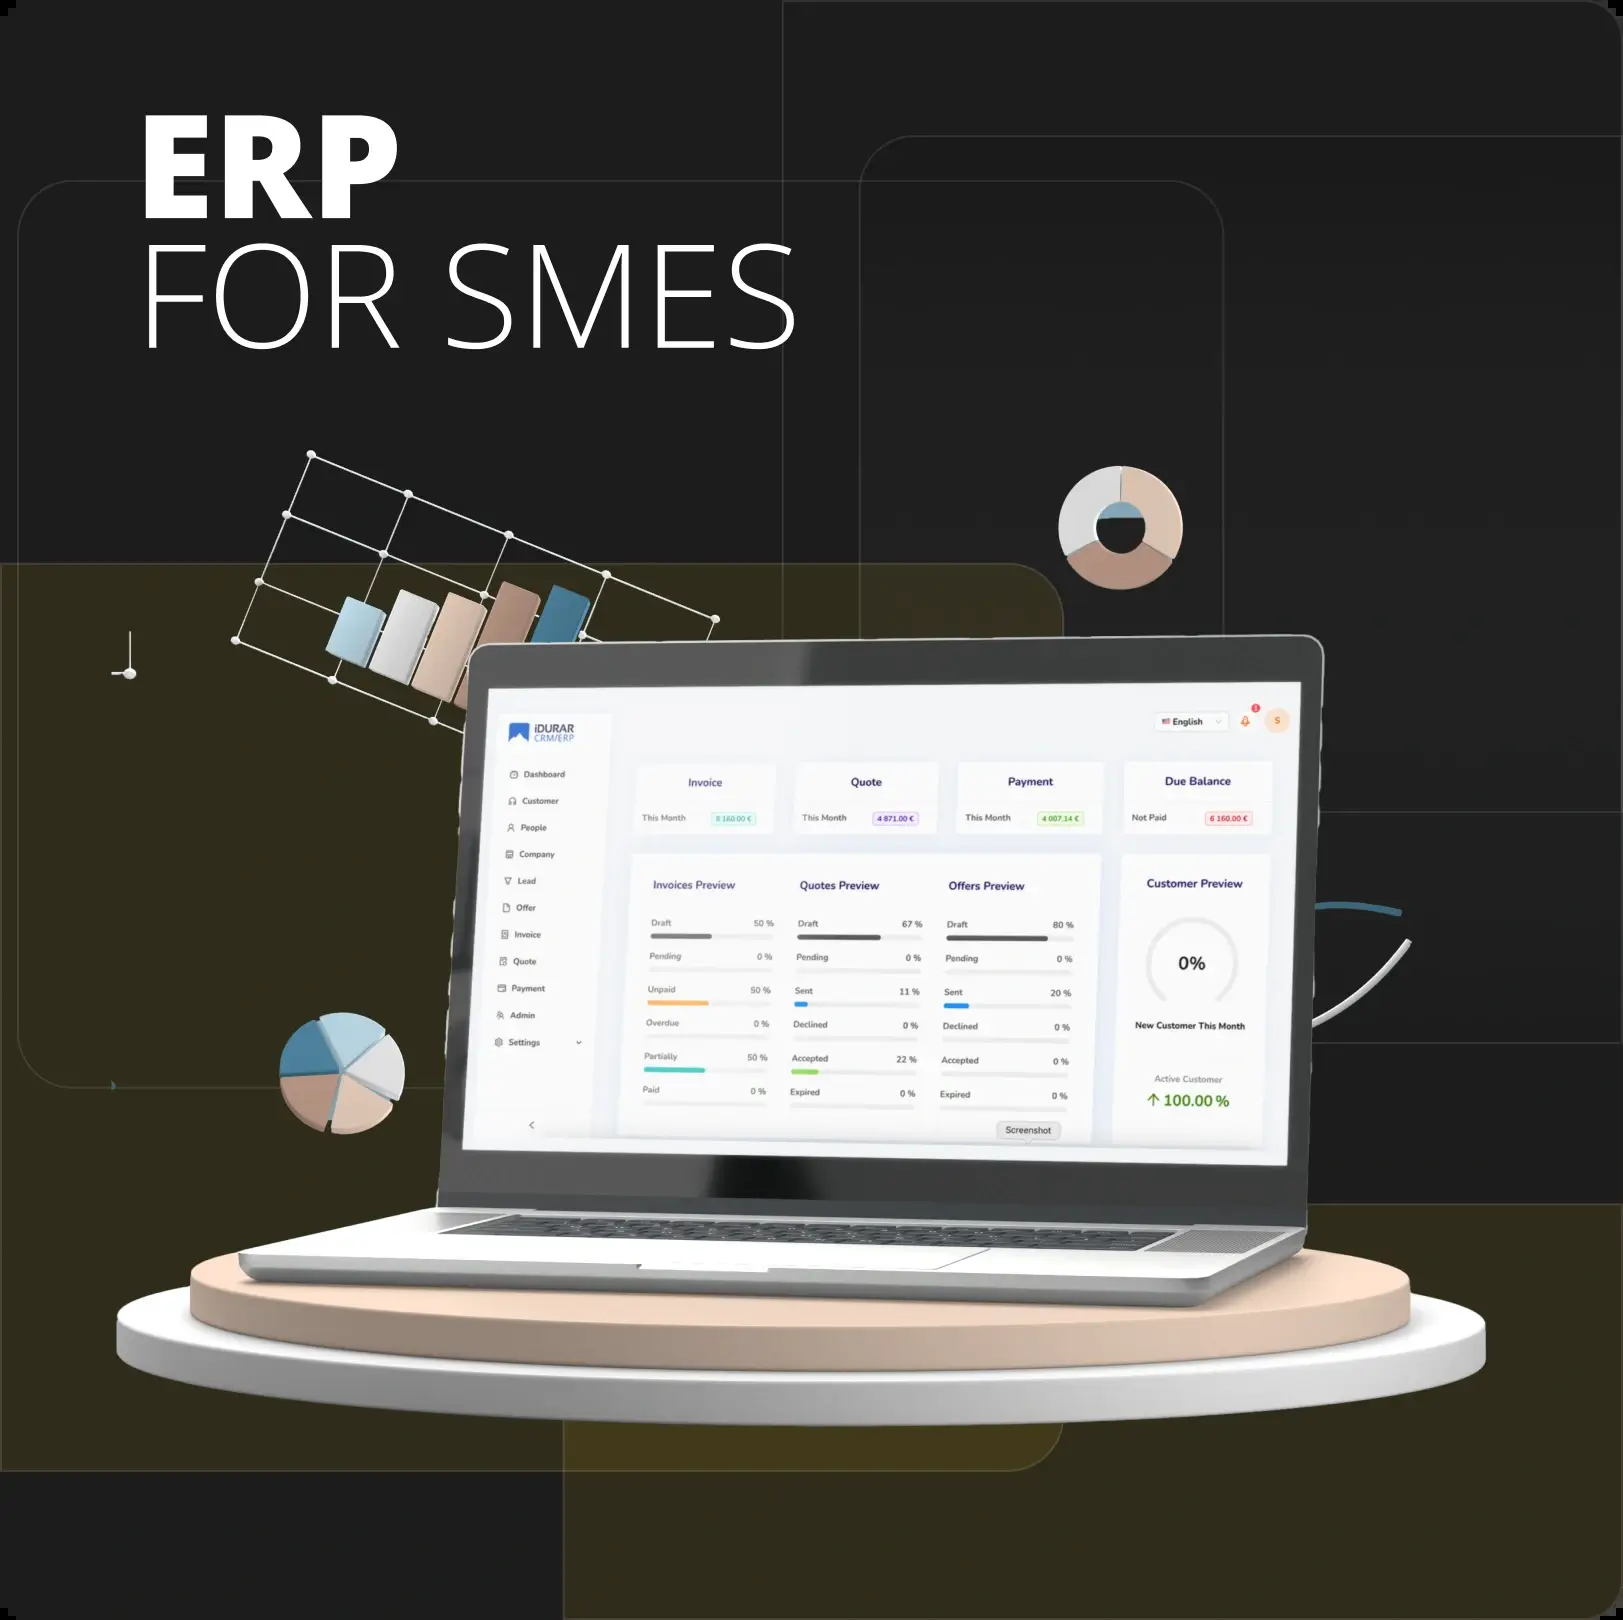 ERP
FOR SMES
iDURAR
CRM/ERP
English
1
S
Dashboard
Customer
People
Company
Lead
Offer
Invoice
Quote
Payment
Admin
Settings
Invoice
This Month 8 160.00 €
Quote
This Month 4 871.00 €
Payment
This Month 4 007.14 €
Due Balance
Not Paid 6 160.00 €
Invoices Preview
Draft 50 %
Pending 0 %
Unpaid 50 %
Overdue 0 %
Partially 50 %
Paid 0 %
Quotes Preview
Draft 67 %
Pending 0 %
Sent 11 %
Declined 0 %
Accepted 22 %
Expired 0 %
Offers Preview
Draft 80 %
Pending 0 %
Sent 20 %
Declined 0 %
Accepted 0 %
Expired 0 %
Screenshot
Customer Preview
0%
New Customer This Month
Active Customer
↑ 100.00 %